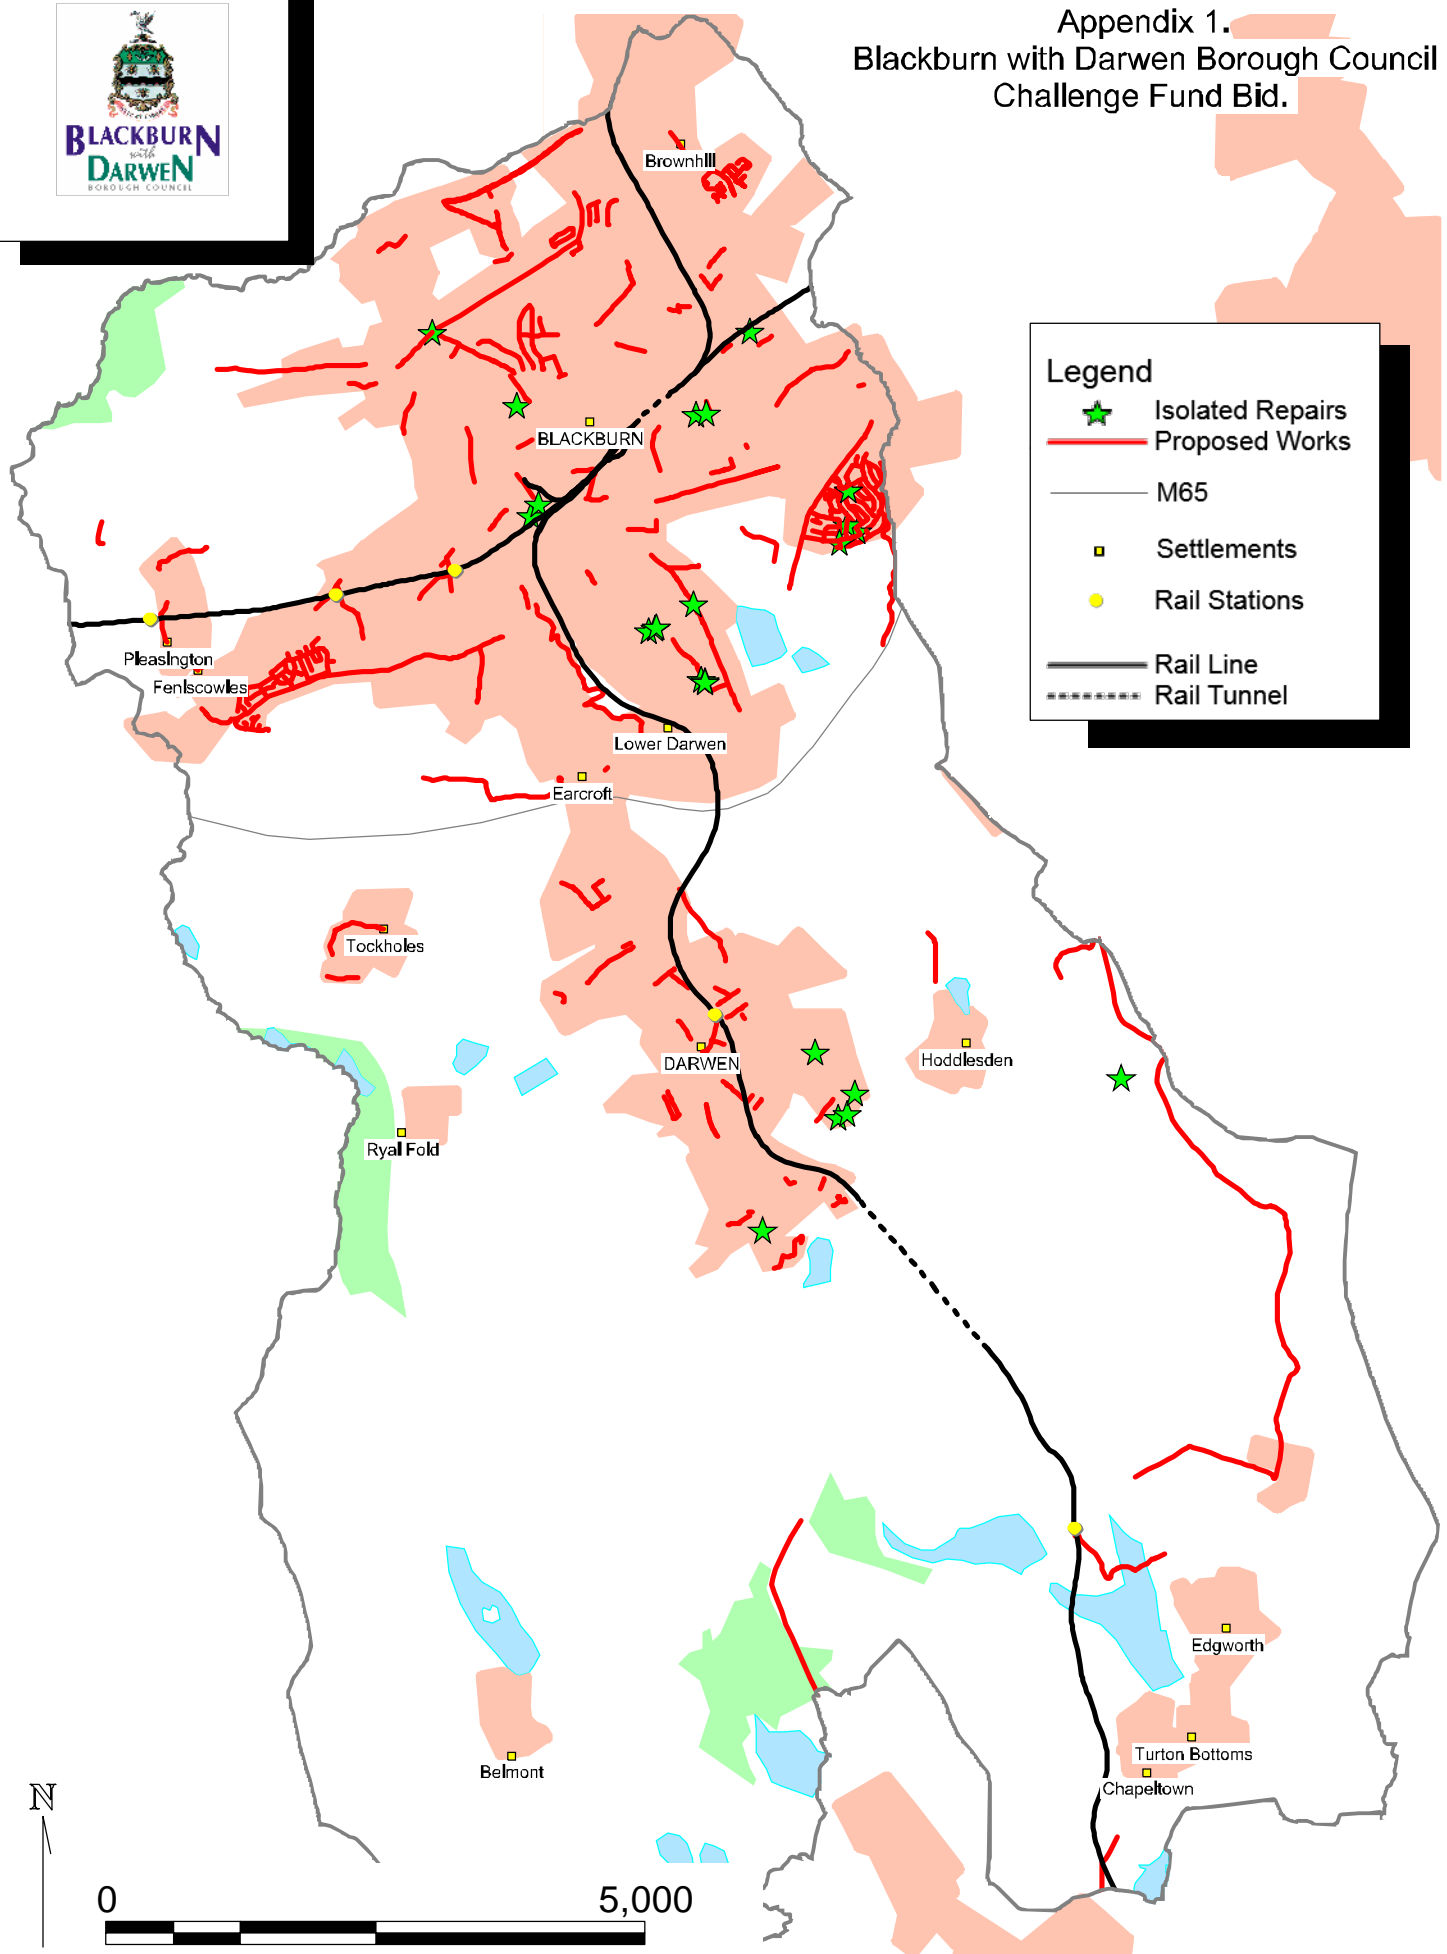 Appendix 1.
Blackburn with Darwen Borough Council
Challenge Fund Bid.
BLACKBURN
with
DARWEN
BOROUGH COUNCIL
Brownhill
Legend
Isolated Repairs
Proposed Works
M65
Settlements
Rail Stations
Rail Line
Rail Tunnel
BLACKBURN
Pleasington
Feniscowles
Lower Darwen
Earcroft
Tockholes
DARWEN
Hoddlesden
Ryal Fold
Edgworth
Turton Bottoms
Belmont
Chapeltown
N
0 5,000